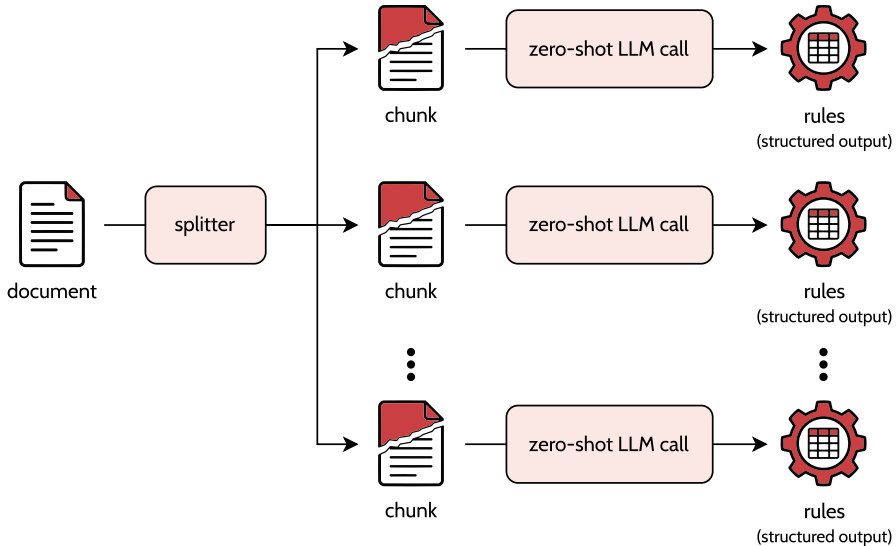 zero-shot LLM call
chunk
rules
(structured output)
splitter
zero-shot LLM call
document
chunk
rules
(structured output)
zero-shot LLM call
chunk
rules
(structured output)